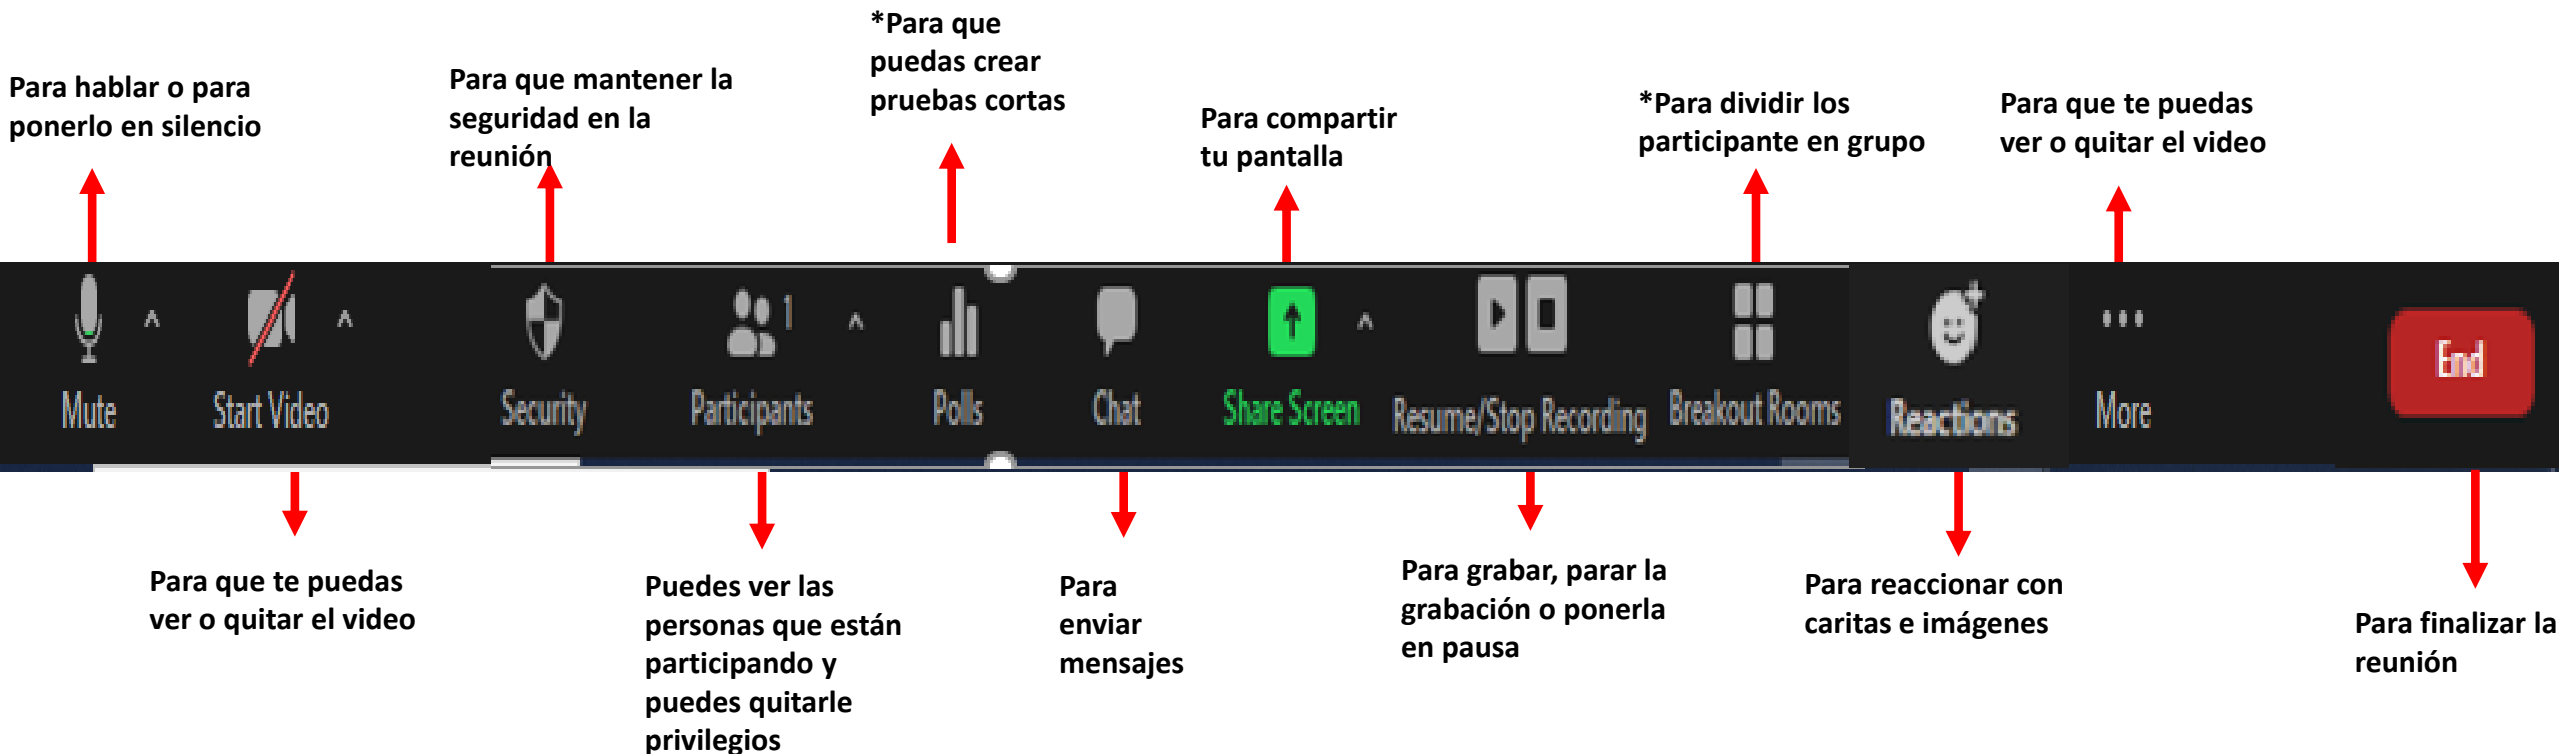 *Para que
puedas crear
pruebas cortas
Para hablar o para
ponerlo en silencio
Para que mantener la
seguridad en la
reunión
Para compartir
tu pantalla
*Para dividir los
participante en grupo
Para que te puedas
ver o quitar el video
Mute
Start Video
Security
1
Participants
Polls
Chat
Share Screen
Resume/Stop Recording
Breakout Rooms
Reactions
More
End
Para que te puedas
ver o quitar el video
Puedes ver las
personas que están
participando y
puedes quitarle
privilegios
Para
enviar
mensajes
Para grabar, parar la
grabación o ponerla
en pausa
Para reaccionar con
caritas e imágenes
Para finalizar la
reunión